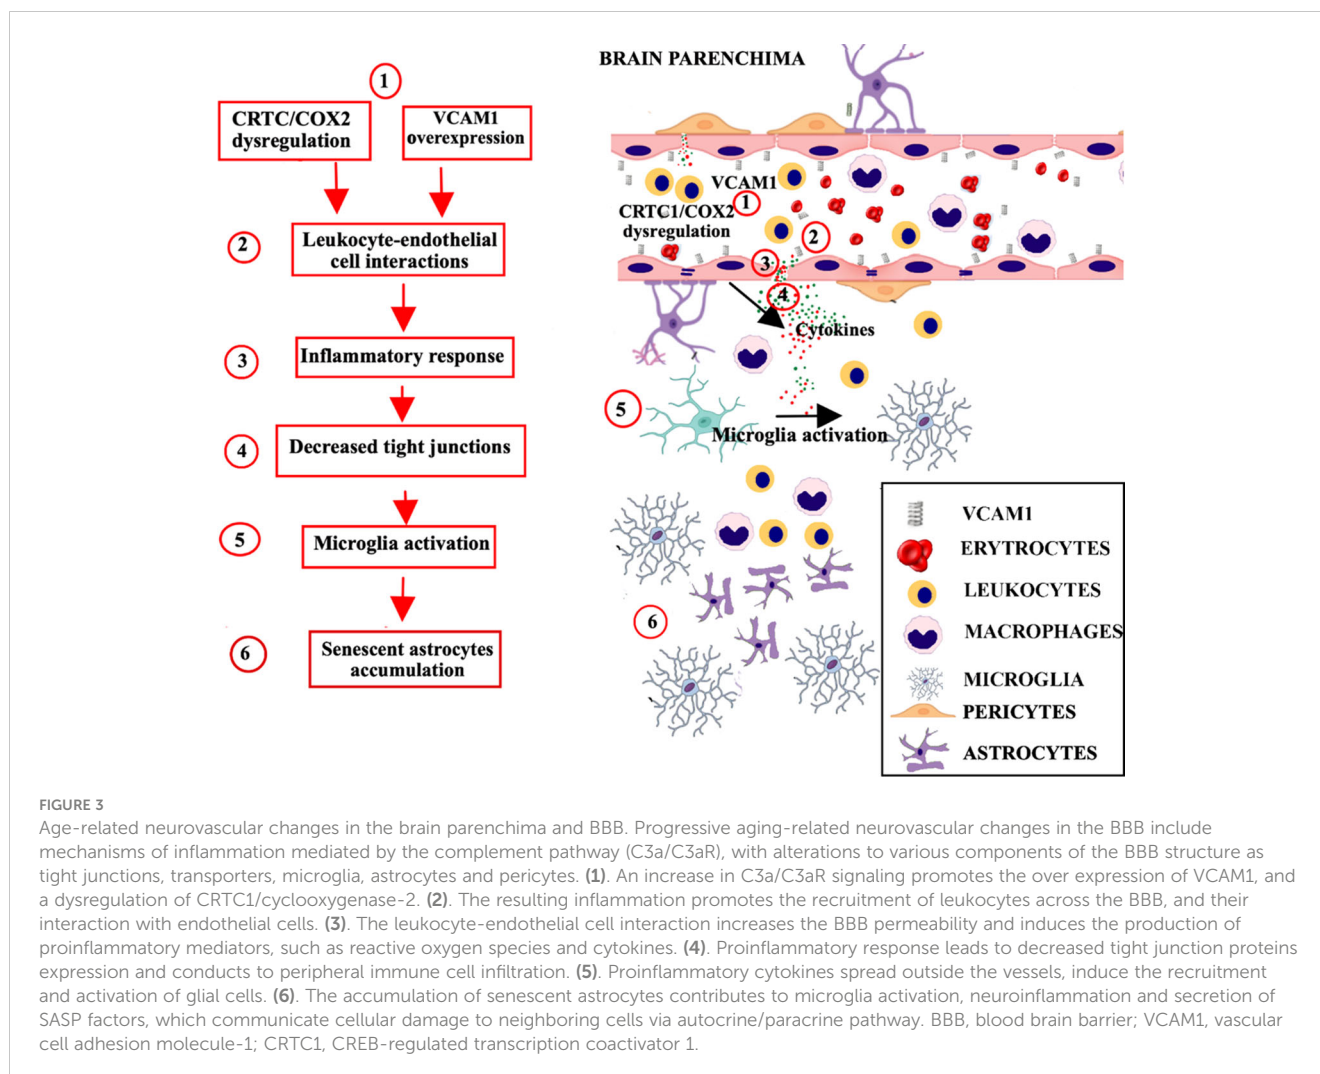 1
CRTC/COX2
dysregulation
VCAM1
overexpression
2
Leukocyte-endothelial
cell interactions
3
Inflammatory response
4
Decreased tight junctions
5
Microglia activation
6
Senescent astrocytes
accumulation
BRAIN PARENCHIMA
VCAM1
1
CRTC1/COX2
dysregulation
2
3
4
Cytokines
5
Microglia activation
6
VCAM1
ERYTROCYTES
LEUKOCYTES
MACROPHAGES
MICROGLIA
PERICYTES
ASTROCYTES
FIGURE 3
Age-related neurovascular changes in the brain parenchima and BBB. Progressive aging-related neurovascular changes in the BBB include
mechanisms of inflammation mediated by the complement pathway (C3a/C3aR), with alterations to various components of the BBB structure as
tight junctions, transporters, microglia, astrocytes and pericytes. (1). An increase in C3a/C3aR signaling promotes the over expression of VCAM1, and
a dysregulation of CRTC1/cyclooxygenase-2. (2). The resulting inflammation promotes the recruitment of leukocytes across the BBB, and their
interaction with endothelial cells. (3). The leukocyte-endothelial cell interaction increases the BBB permeability and induces the production of
proinflammatory mediators, such as reactive oxygen species and cytokines. (4). Proinflammatory response leads to decreased tight junction proteins
expression and conducts to peripheral immune cell infiltration. (5). Proinflammatory cytokines spread outside the vessels, induce the recruitment
and activation of glial cells. (6). The accumulation of senescent astrocytes contributes to microglia activation, neuroinflammation and secretion of
SASP factors, which communicate cellular damage to neighboring cells via autocrine/paracrine pathway. BBB, blood brain barrier; VCAM1, vascular
cell adhesion molecule-1; CRTC1, CREB-regulated transcription coactivator 1.